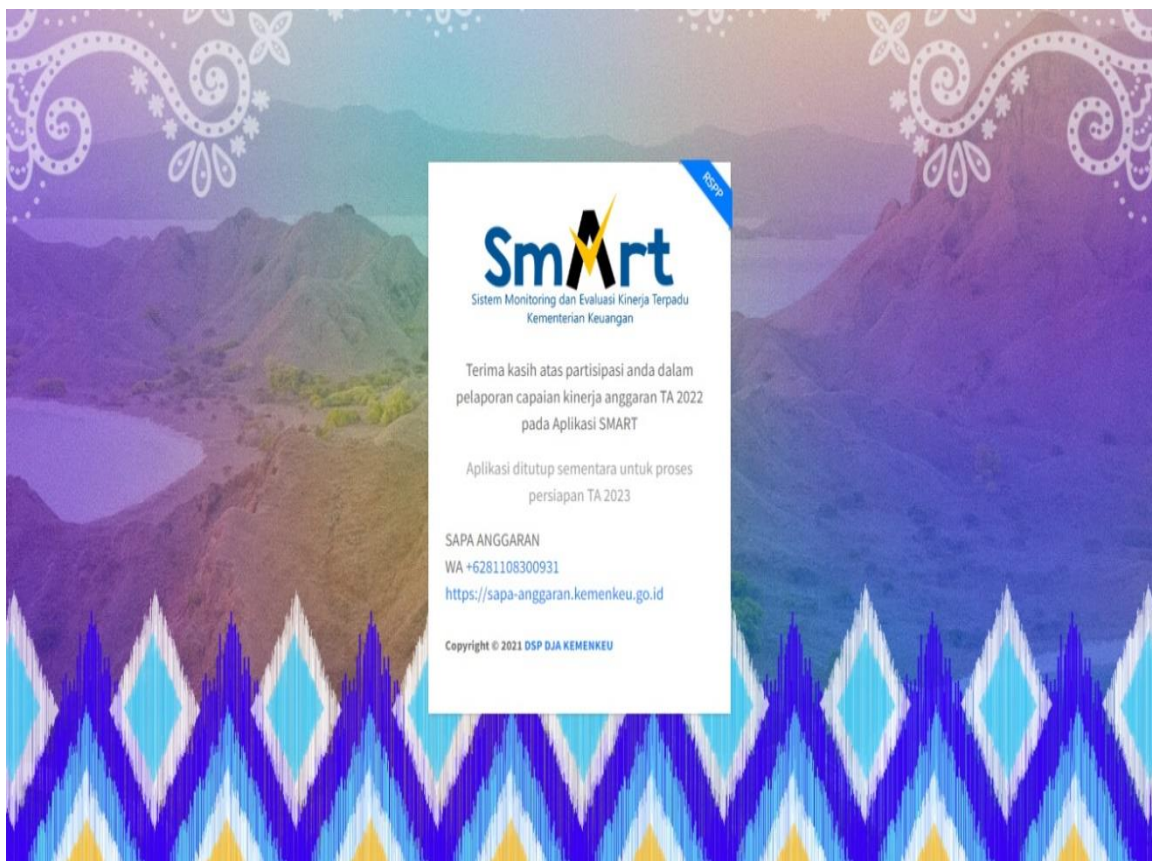 RSPP
SmArt
Sistem Monitoring dan Evaluasi Kinerja Terpadu
Kementerian Keuangan
Terima kasih atas partisipasi anda dalam
pelaporan capaian kinerja anggaran TA 2022
pada Aplikasi SMART
Aplikasi ditutup sementara untuk proses
persiapan TA 2023
SAPA ANGGARAN
WA +6281108300931
https://sapa-anggaran.kemenkeu.go.id
Copyright © 2021 DSP DJA KEMENKEU